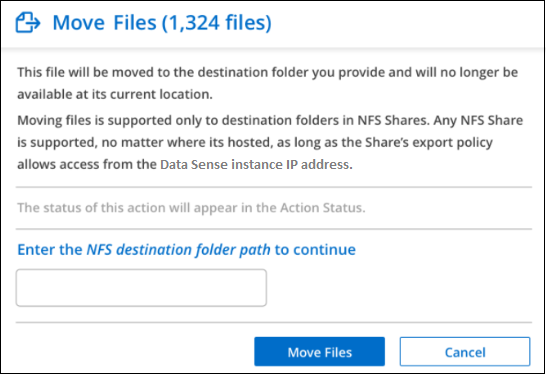 Move Files (1,324 files)
This file will be moved to the destination folder you provide and will no longer be
available at its current location.
Moving files is supported only to destination folders in NFS Shares. Any NFS Share
is supported, no matter where its hosted, as long as the Share's export policy
allows access from the Data Sense instance IP address.
The status of this action will appear in the Action Status.
Enter the NFS destination folder path to continue
Move Files
Cancel